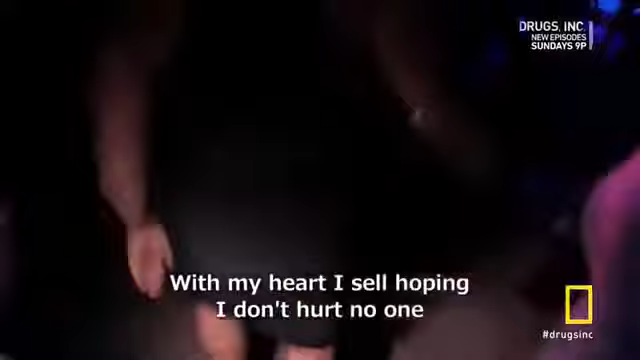 DRUGS, INC.
NEW EPISODES
SUNDAYS 9P
With my heart I sell hoping
I don't hurt no one
#drugsinc